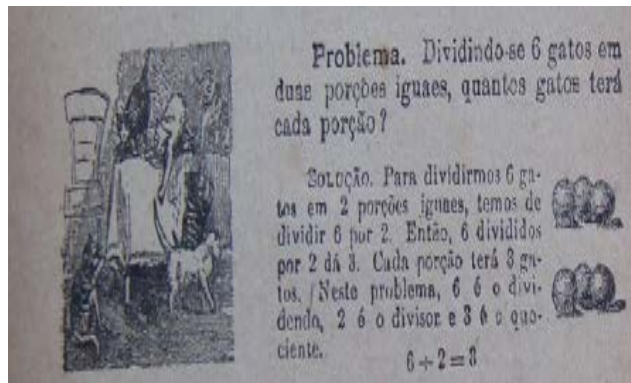 Problema. Dividindo-se 6 gatos em
duas porções iguaes, quantos gatos terá
cada porção?
Solução. Para dividirmos 6 ga-
tos em 2 porções iguaes, temos de
dividir 6 por 2. Então, 6 divididos
por 2 dá 3. Cada porção terá 3 ga-
tos. Neste problema, 6 é o divi-
dendo, 2 é o divisor e 3 é o quo-
ciente.
6 ÷ 2 = 3